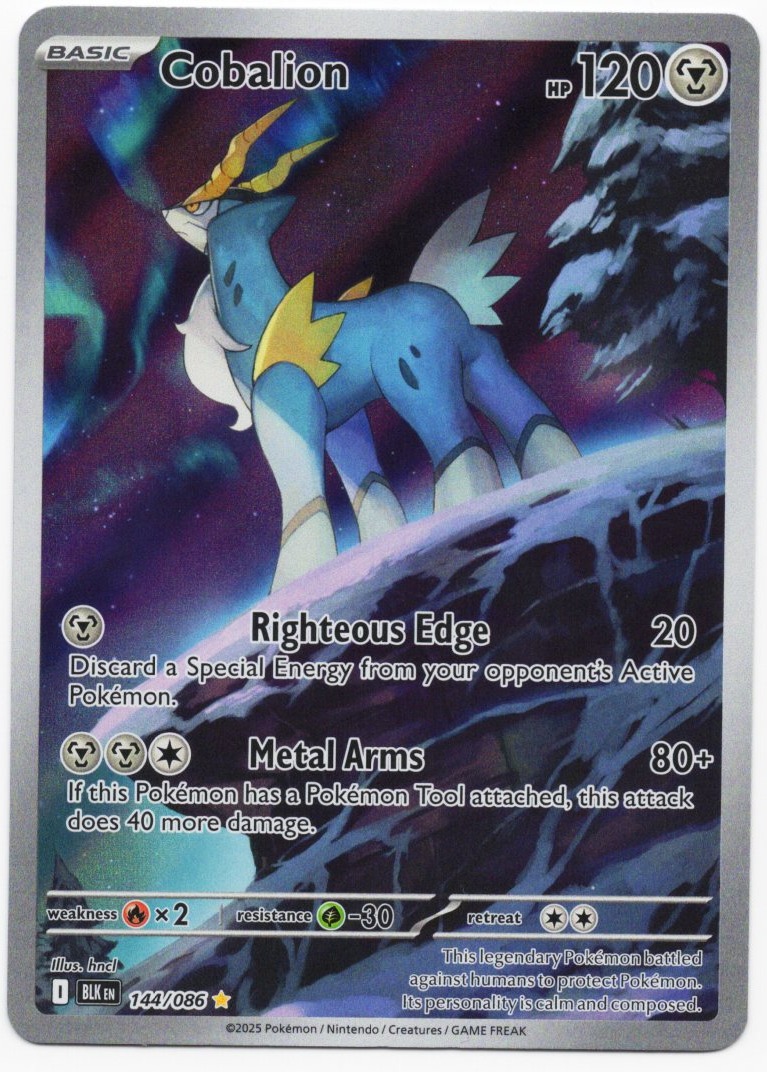 BASIC
Cobalion
HP 120
Righteous Edge 20
Discard a Special Energy from your opponent's Active
Pokémon.
Metal Arms 80+
If this Pokémon has a Pokémon Tool attached, this attack
does 40 more damage.
weakness ×2 resistance -30 retreat
Illus. hncl
I BLK EN 144/086
This legendary Pokémon battled
against humans to protect Pokémon.
Its personality is calm and composed.
©2025 Pokémon / Nintendo / Creatures / GAME FREAK